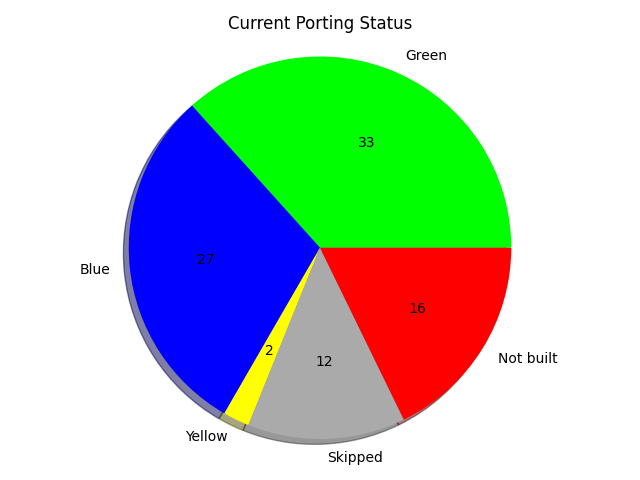 Current Porting Status
Green
33
Blue
27
Yellow
2
Skipped
12
Not built
16